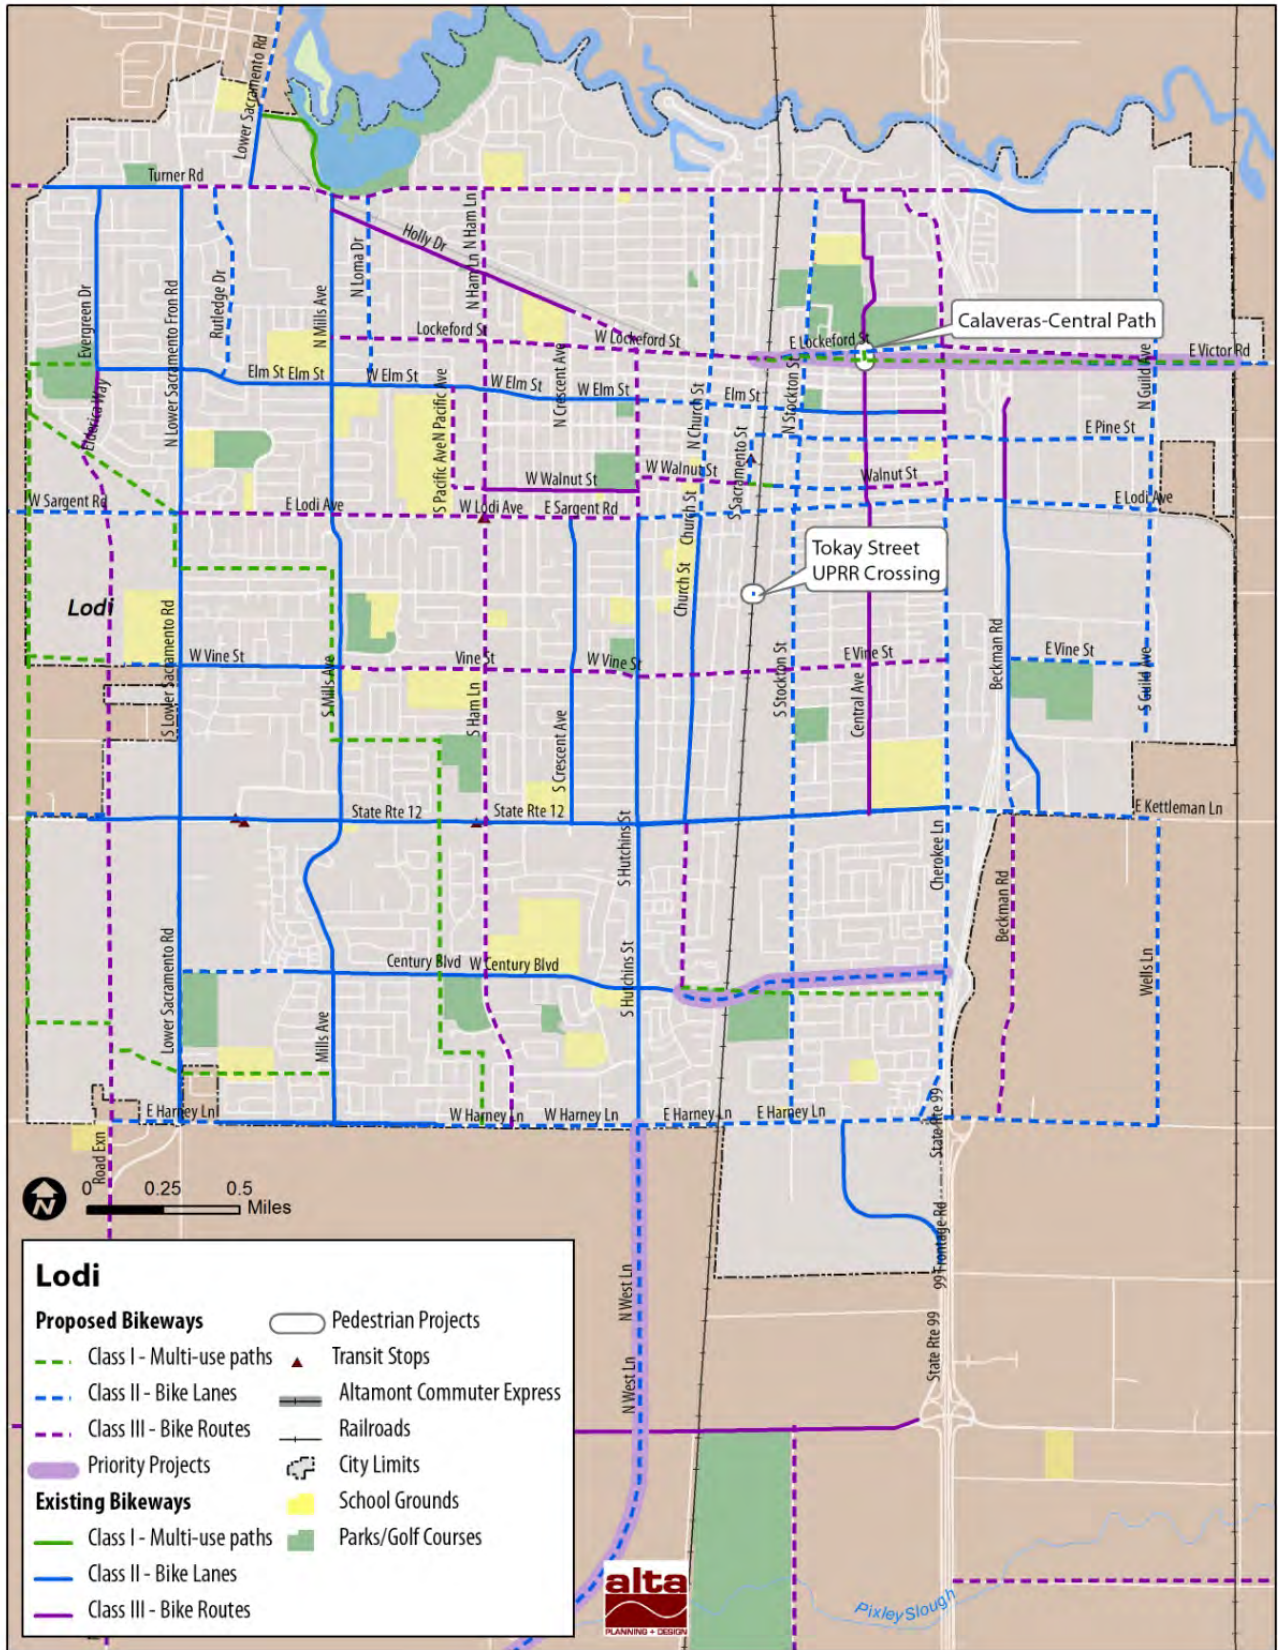 Lower Sacramento Rd
Turner Rd
Holly Dr
N Ham Ln
N Ham Ln
N Loma Dr
Rutledge Dr
Evergreen Dr
N Lower Sacramento Fron Rd
N Mills Ave
Calaveras-Central Path
Lockeford St
W Lockeford St
E Lockeford St
E Victor Rd
N Guild Ave
Elm St
Elm St
W Elm St
W Elm St
W Elm St
Elm St
N Crescent Ave
N Church St
N Stockton St
Elderica Way
N Pacific Ave
S Pacific Ave
E Pine St
S Sacramento St
W Walnut St
W Walnut St
Walnut St
W Sargent Rd
E Lodi Ave
W Lodi Ave
E Sargent Rd
E Lodi Ave
Church St
Church St
Tokay Street
UPRR Crossing
Lodi
S Lower Sacramento Rd
W Vine St
Vine St
W Vine St
E Vine St
E Vine St
S Mills Ave
S Ham Ln
S Crescent Ave
S Stockton St
Central Ave
Beckman Rd
S Guild Ave
State Rte 12
State Rte 12
E Kettleman Ln
S Hutchins St
Cherokee Ln
Beckman Rd
Wells Ln
Lower Sacramento Rd
Century Blvd
W Century Blvd
S Hutchins St
Mills Ave
E Harney Ln
W Harney Ln
W Harney Ln
E Harney Ln
E Harney Ln
State Rte 99
Road Exn
99 Frontage Rd
N West Ln
N West Ln
State Rte 99
N
0 0.25 0.5
Miles
Lodi
Proposed Bikeways
Class I - Multi-use paths
Class II - Bike Lanes
Class III - Bike Routes
Priority Projects
Existing Bikeways
Class I - Multi-use paths
Class II - Bike Lanes
Class III - Bike Routes
Pedestrian Projects
Transit Stops
Altamont Commuter Express
Railroads
City Limits
School Grounds
Parks/Golf Courses
alta
PLANNING + DESIGN
Pixley Slough